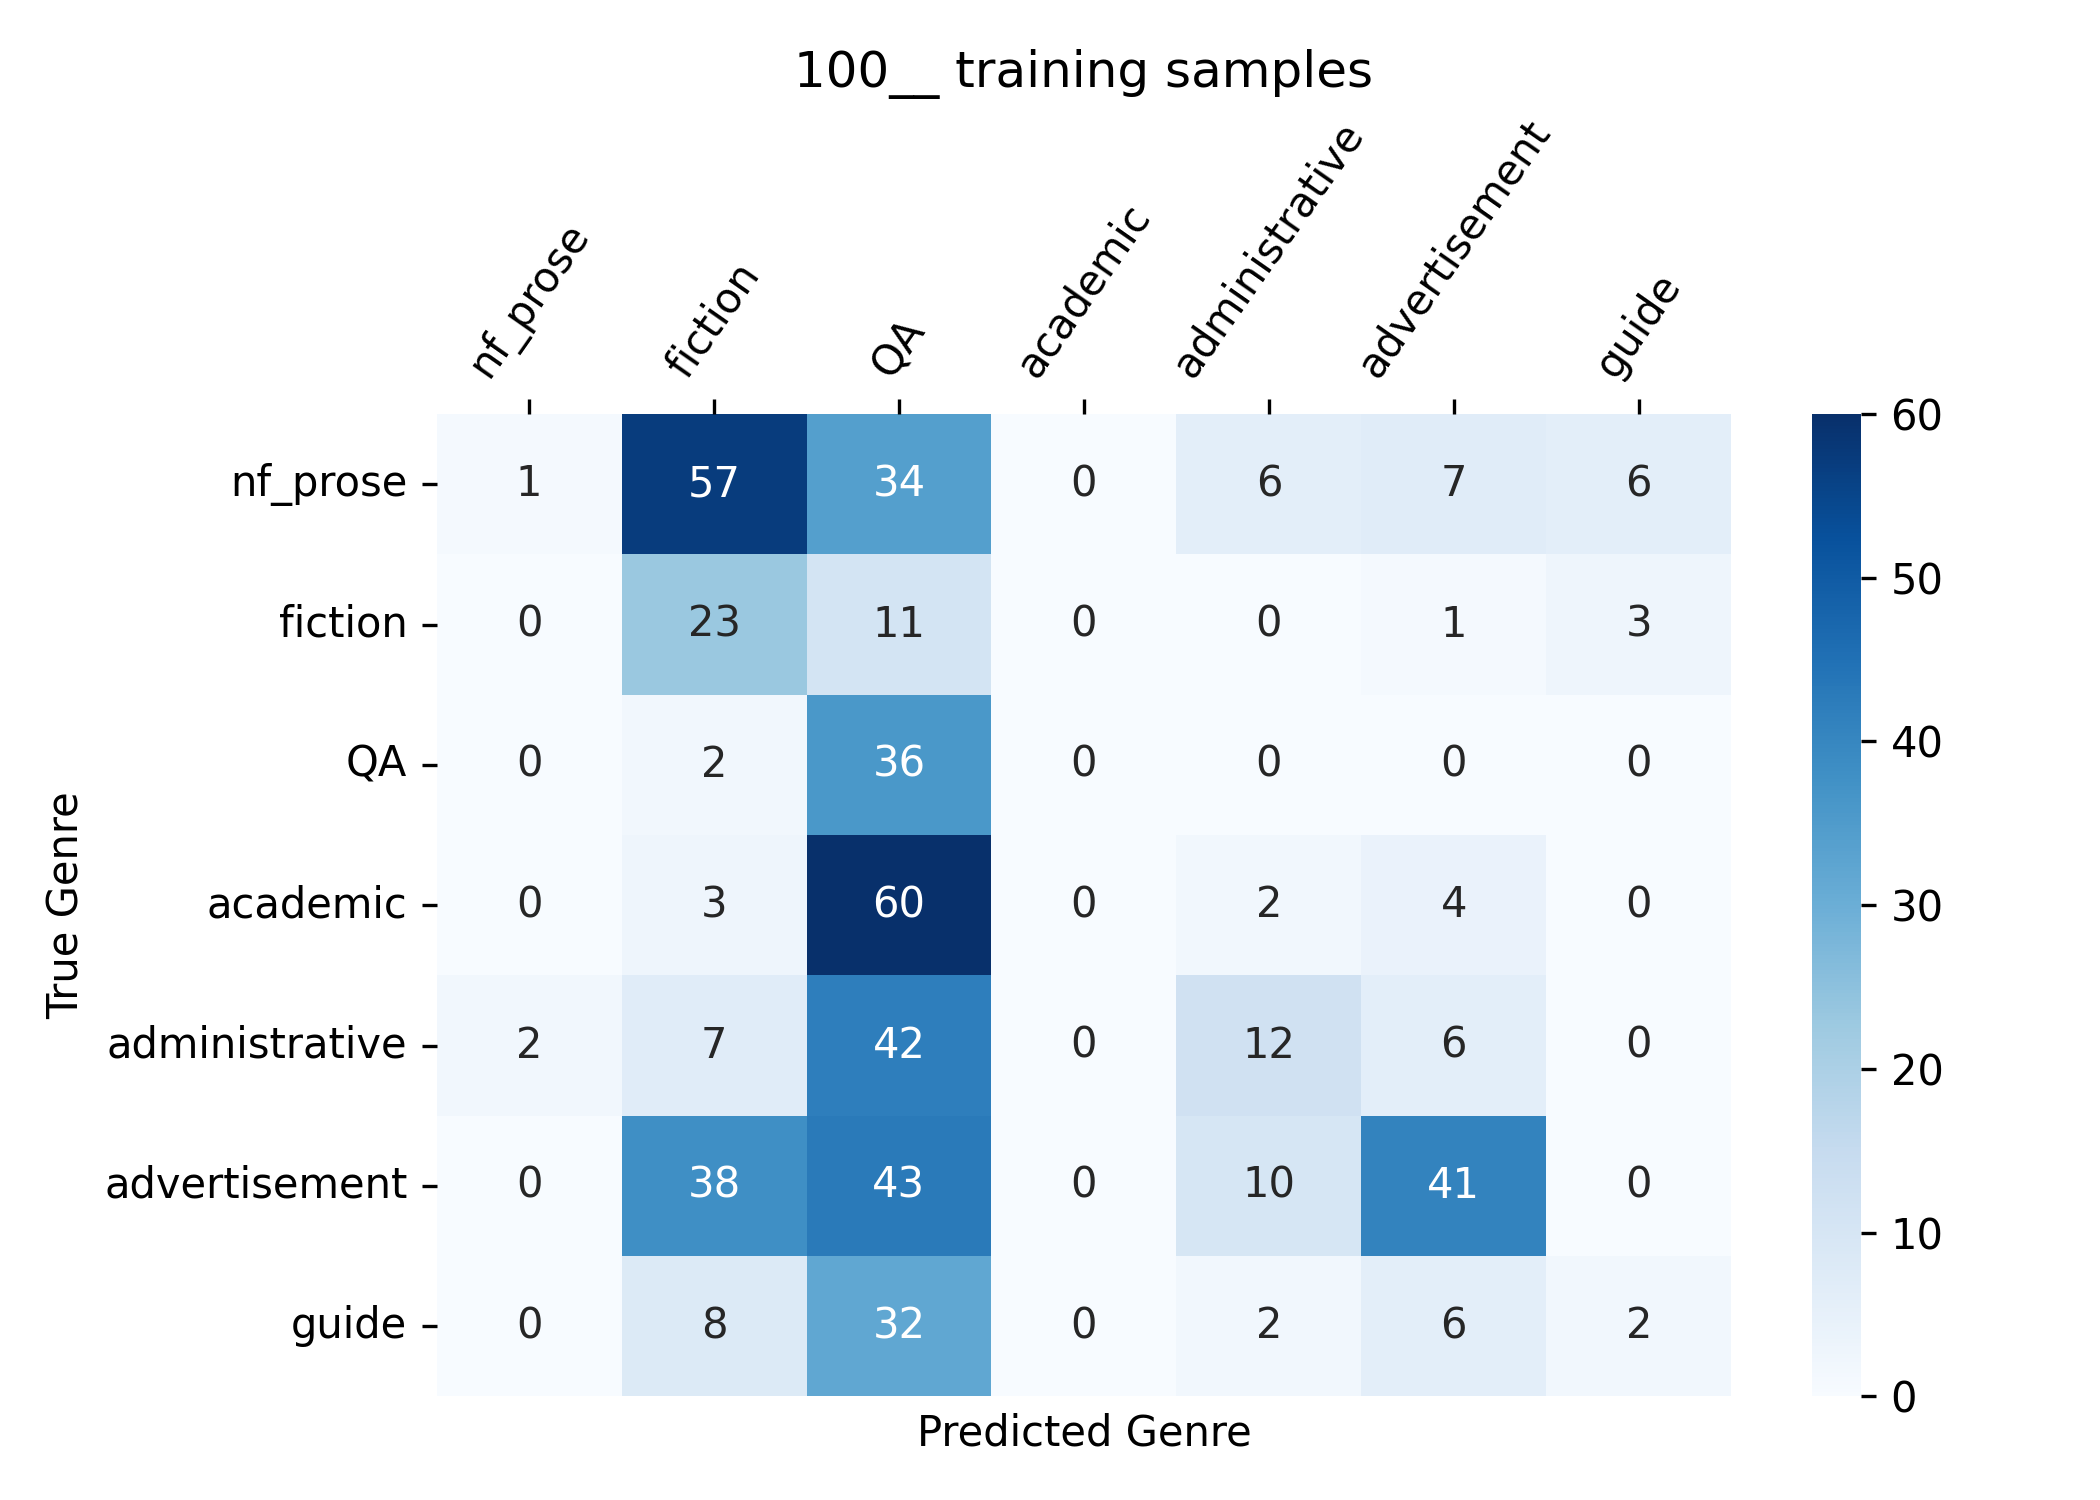 100__ training samples
nf_prose fiction QA academic administrative advertisement guide
nf_prose 1 57 34 0 6 7 6
fiction 0 23 11 0 0 1 3
QA 0 2 36 0 0 0 0
academic 0 3 60 0 2 4 0
administrative 2 7 42 0 12 6 0
advertisement 0 38 43 0 10 41 0
guide 0 8 32 0 2 6 2
True Genre
Predicted Genre
60
50
40
30
20
10
0